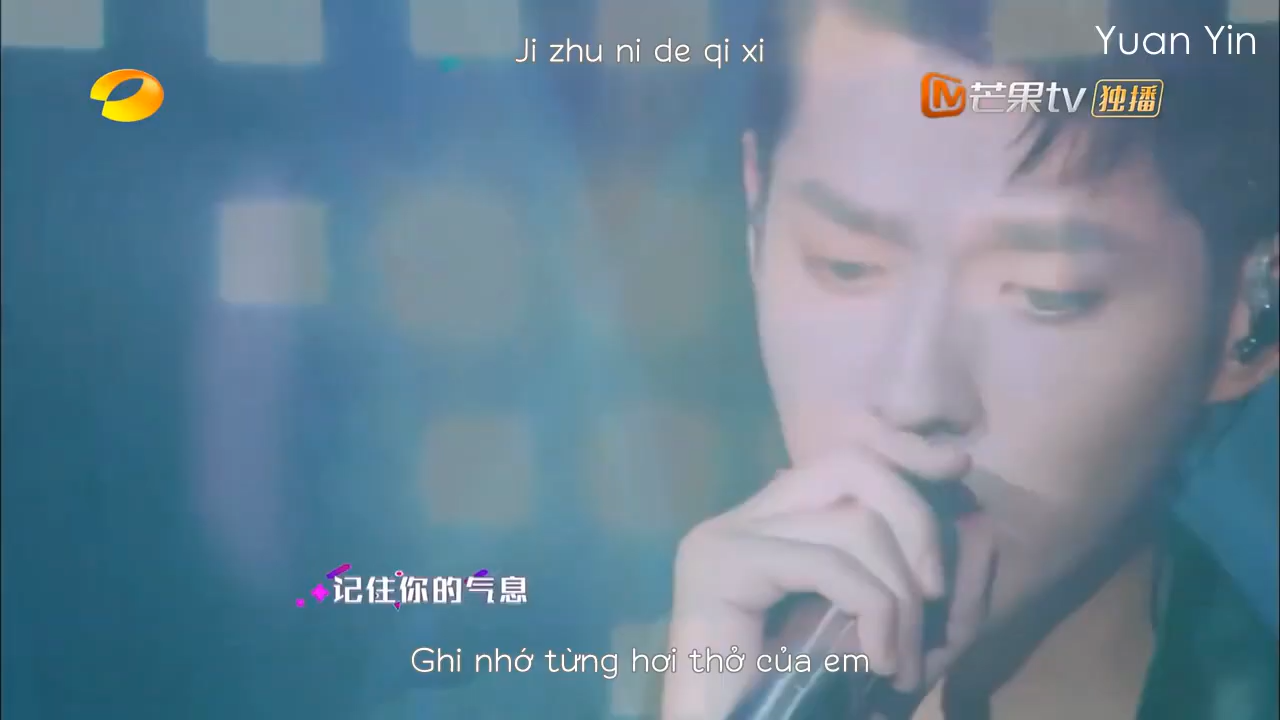 Yuan Yin
Ji zhu ni de qi xi
芒果tv 独播
记住你的气息
Ghi nhớ từng hơi thở của em